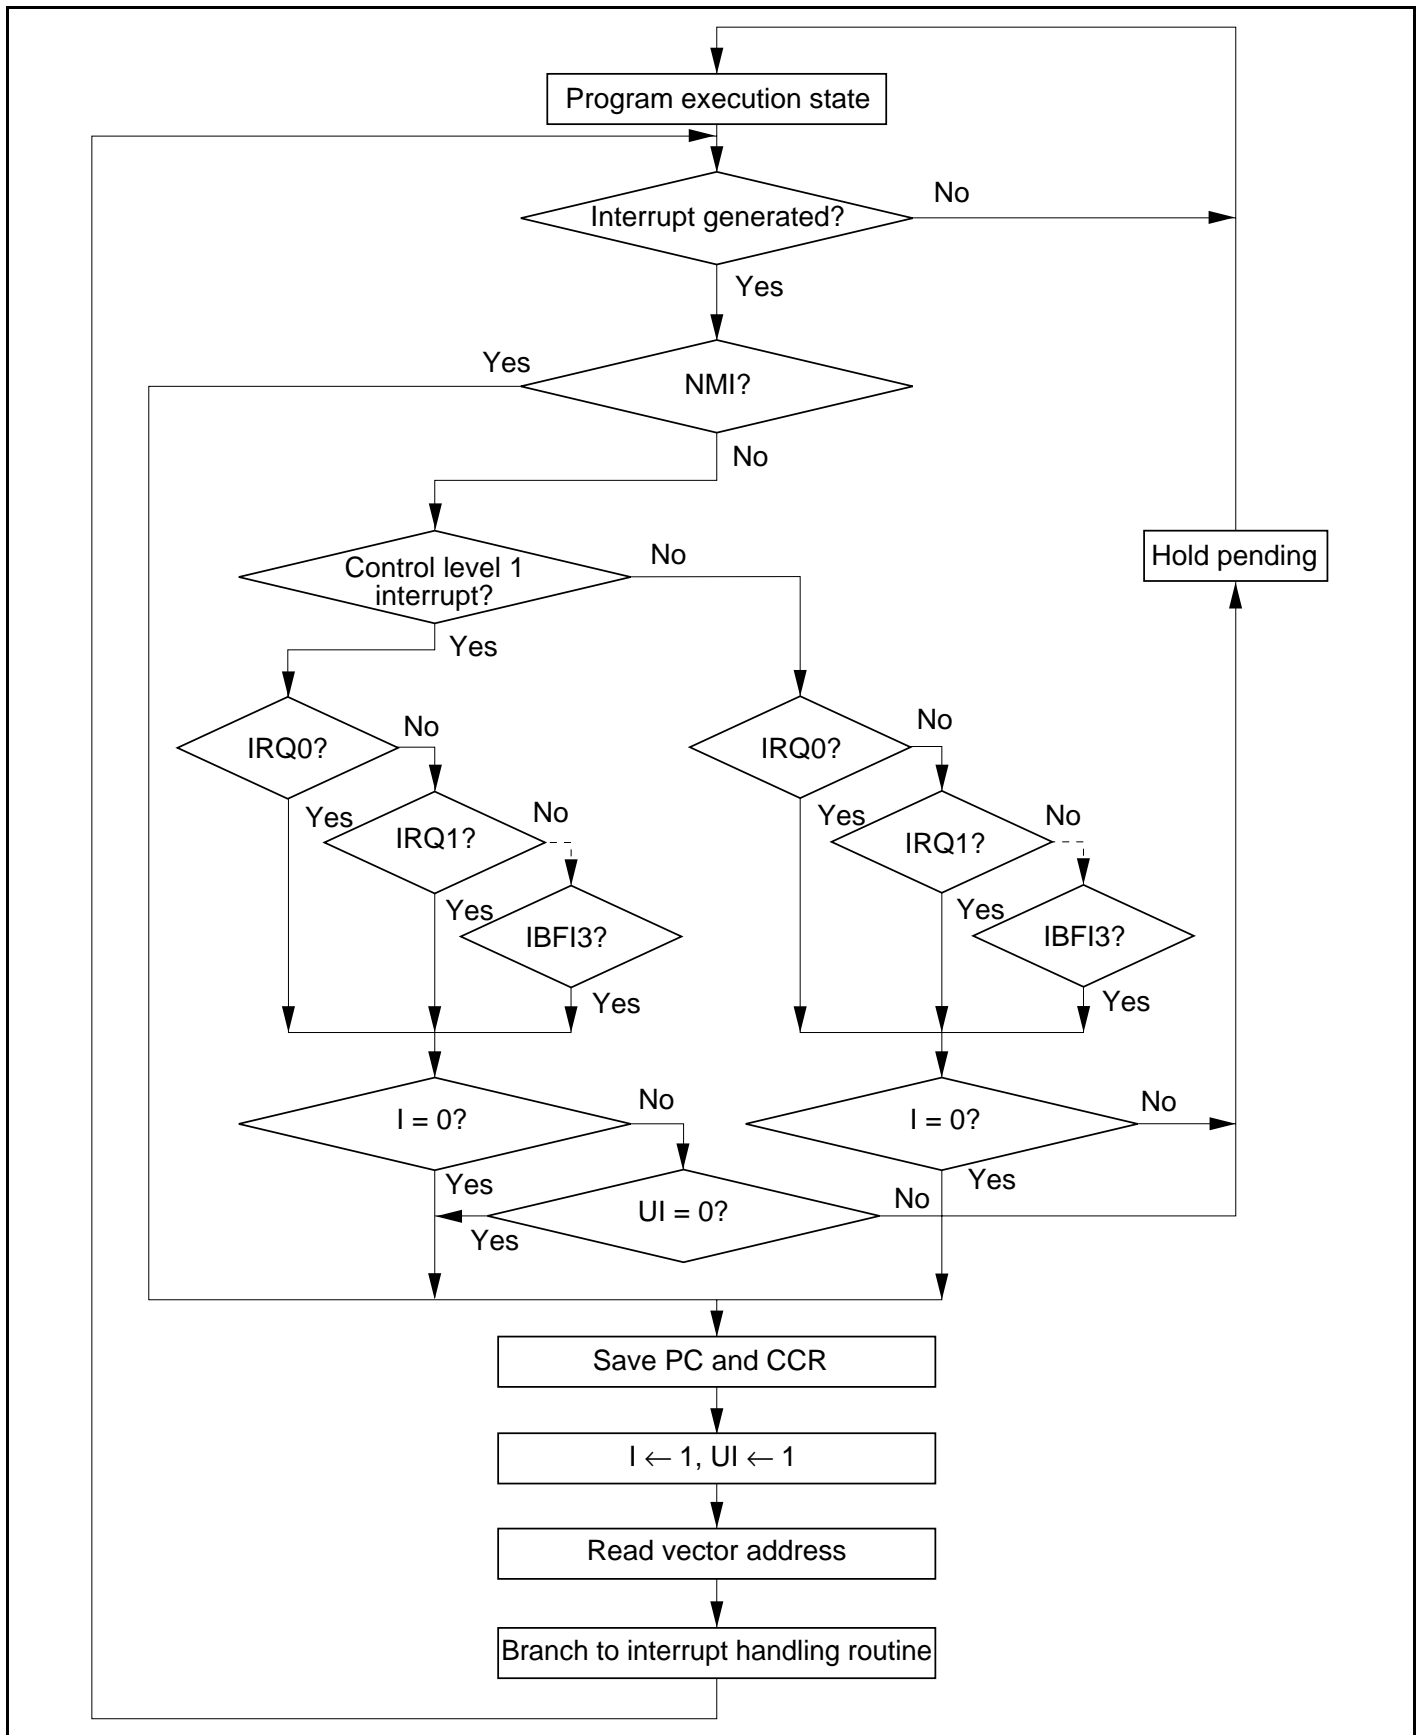 Program execution state
Interrupt generated?
No
Yes
NMI?
Yes
No
Control level 1
interrupt?
No
Yes
Hold pending
IRQ0?
No
Yes
IRQ1?
No
Yes
IBFI3?
Yes
IRQ0?
No
Yes
IRQ1?
No
Yes
IBFI3?
Yes
I = 0?
No
Yes
UI = 0?
Yes
No
I = 0?
No
Yes
Save PC and CCR
I ← 1, UI ← 1
Read vector address
Branch to interrupt handling routine